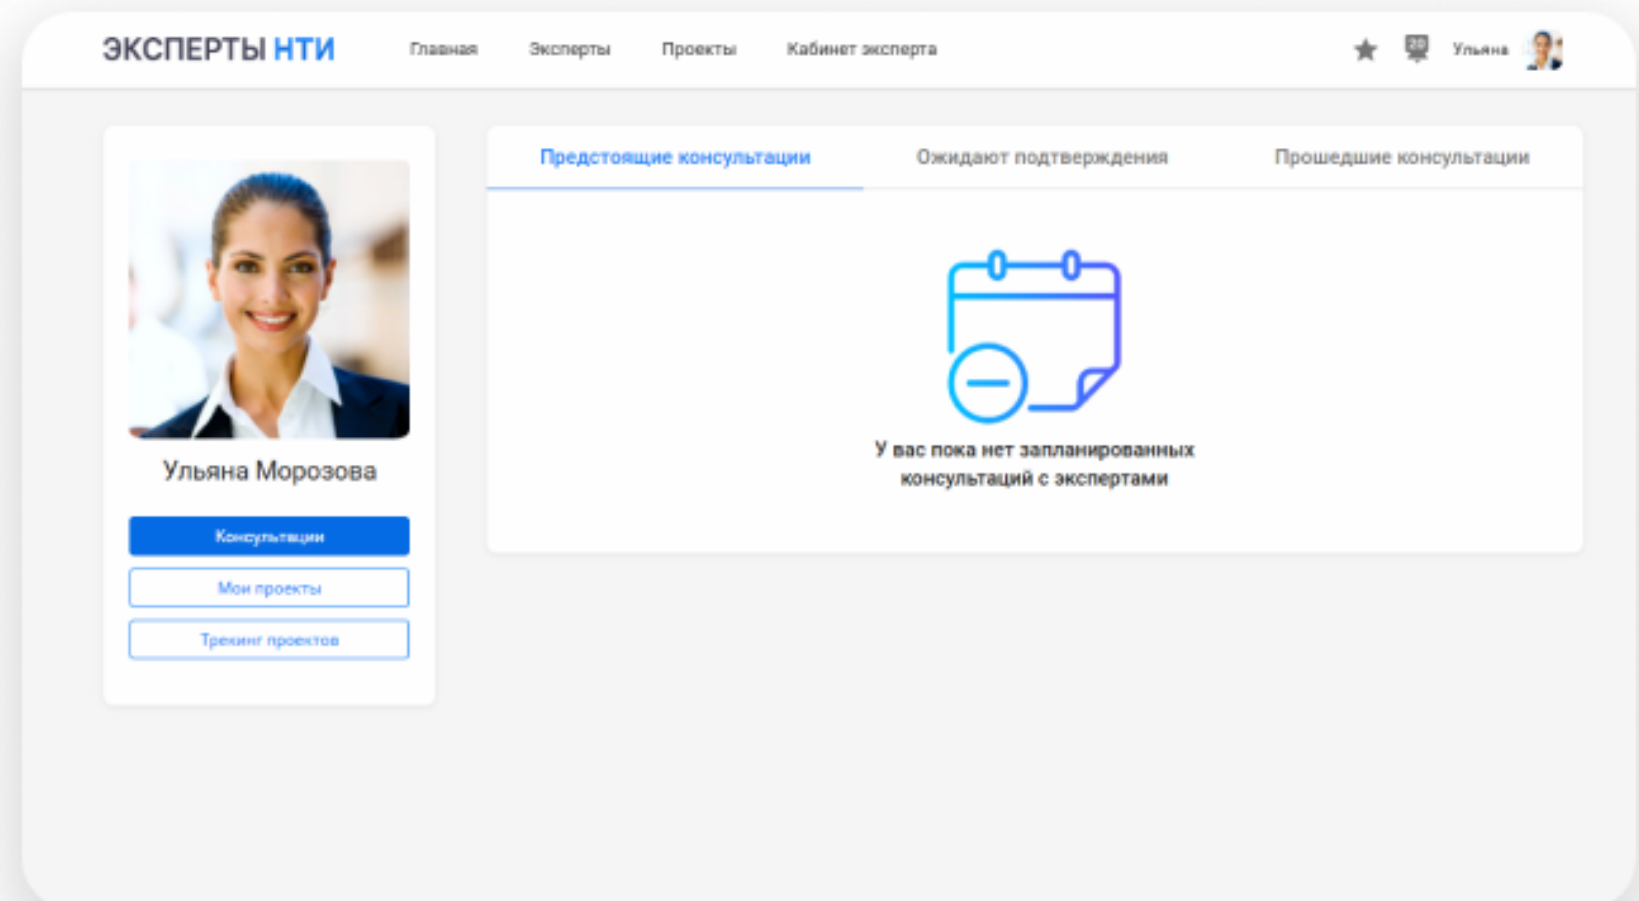 ЭКСПЕРТЫ НТИ
Главная
Эксперты
Проекты
Кабинет эксперта
20
Ульяна
Ульяна Морозова
Консультации
Мои проекты
Трекинг проектов
Предстоящие консультации
Ожидают подтверждения
Прошедшие консультации
У вас пока нет запланированных
консультаций с экспертами